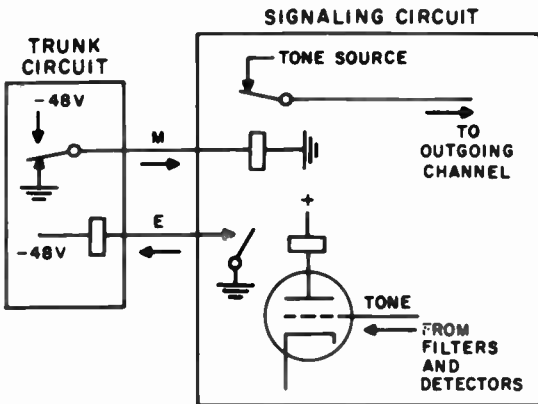 SIGNALING CIRCUIT
TRUNK
CIRCUIT
-48V
TONE SOURCE
M
TO
OUTGOING
CHANNEL
E
-48V
+
TONE
FROM
FILTERS
AND
DETECTORS